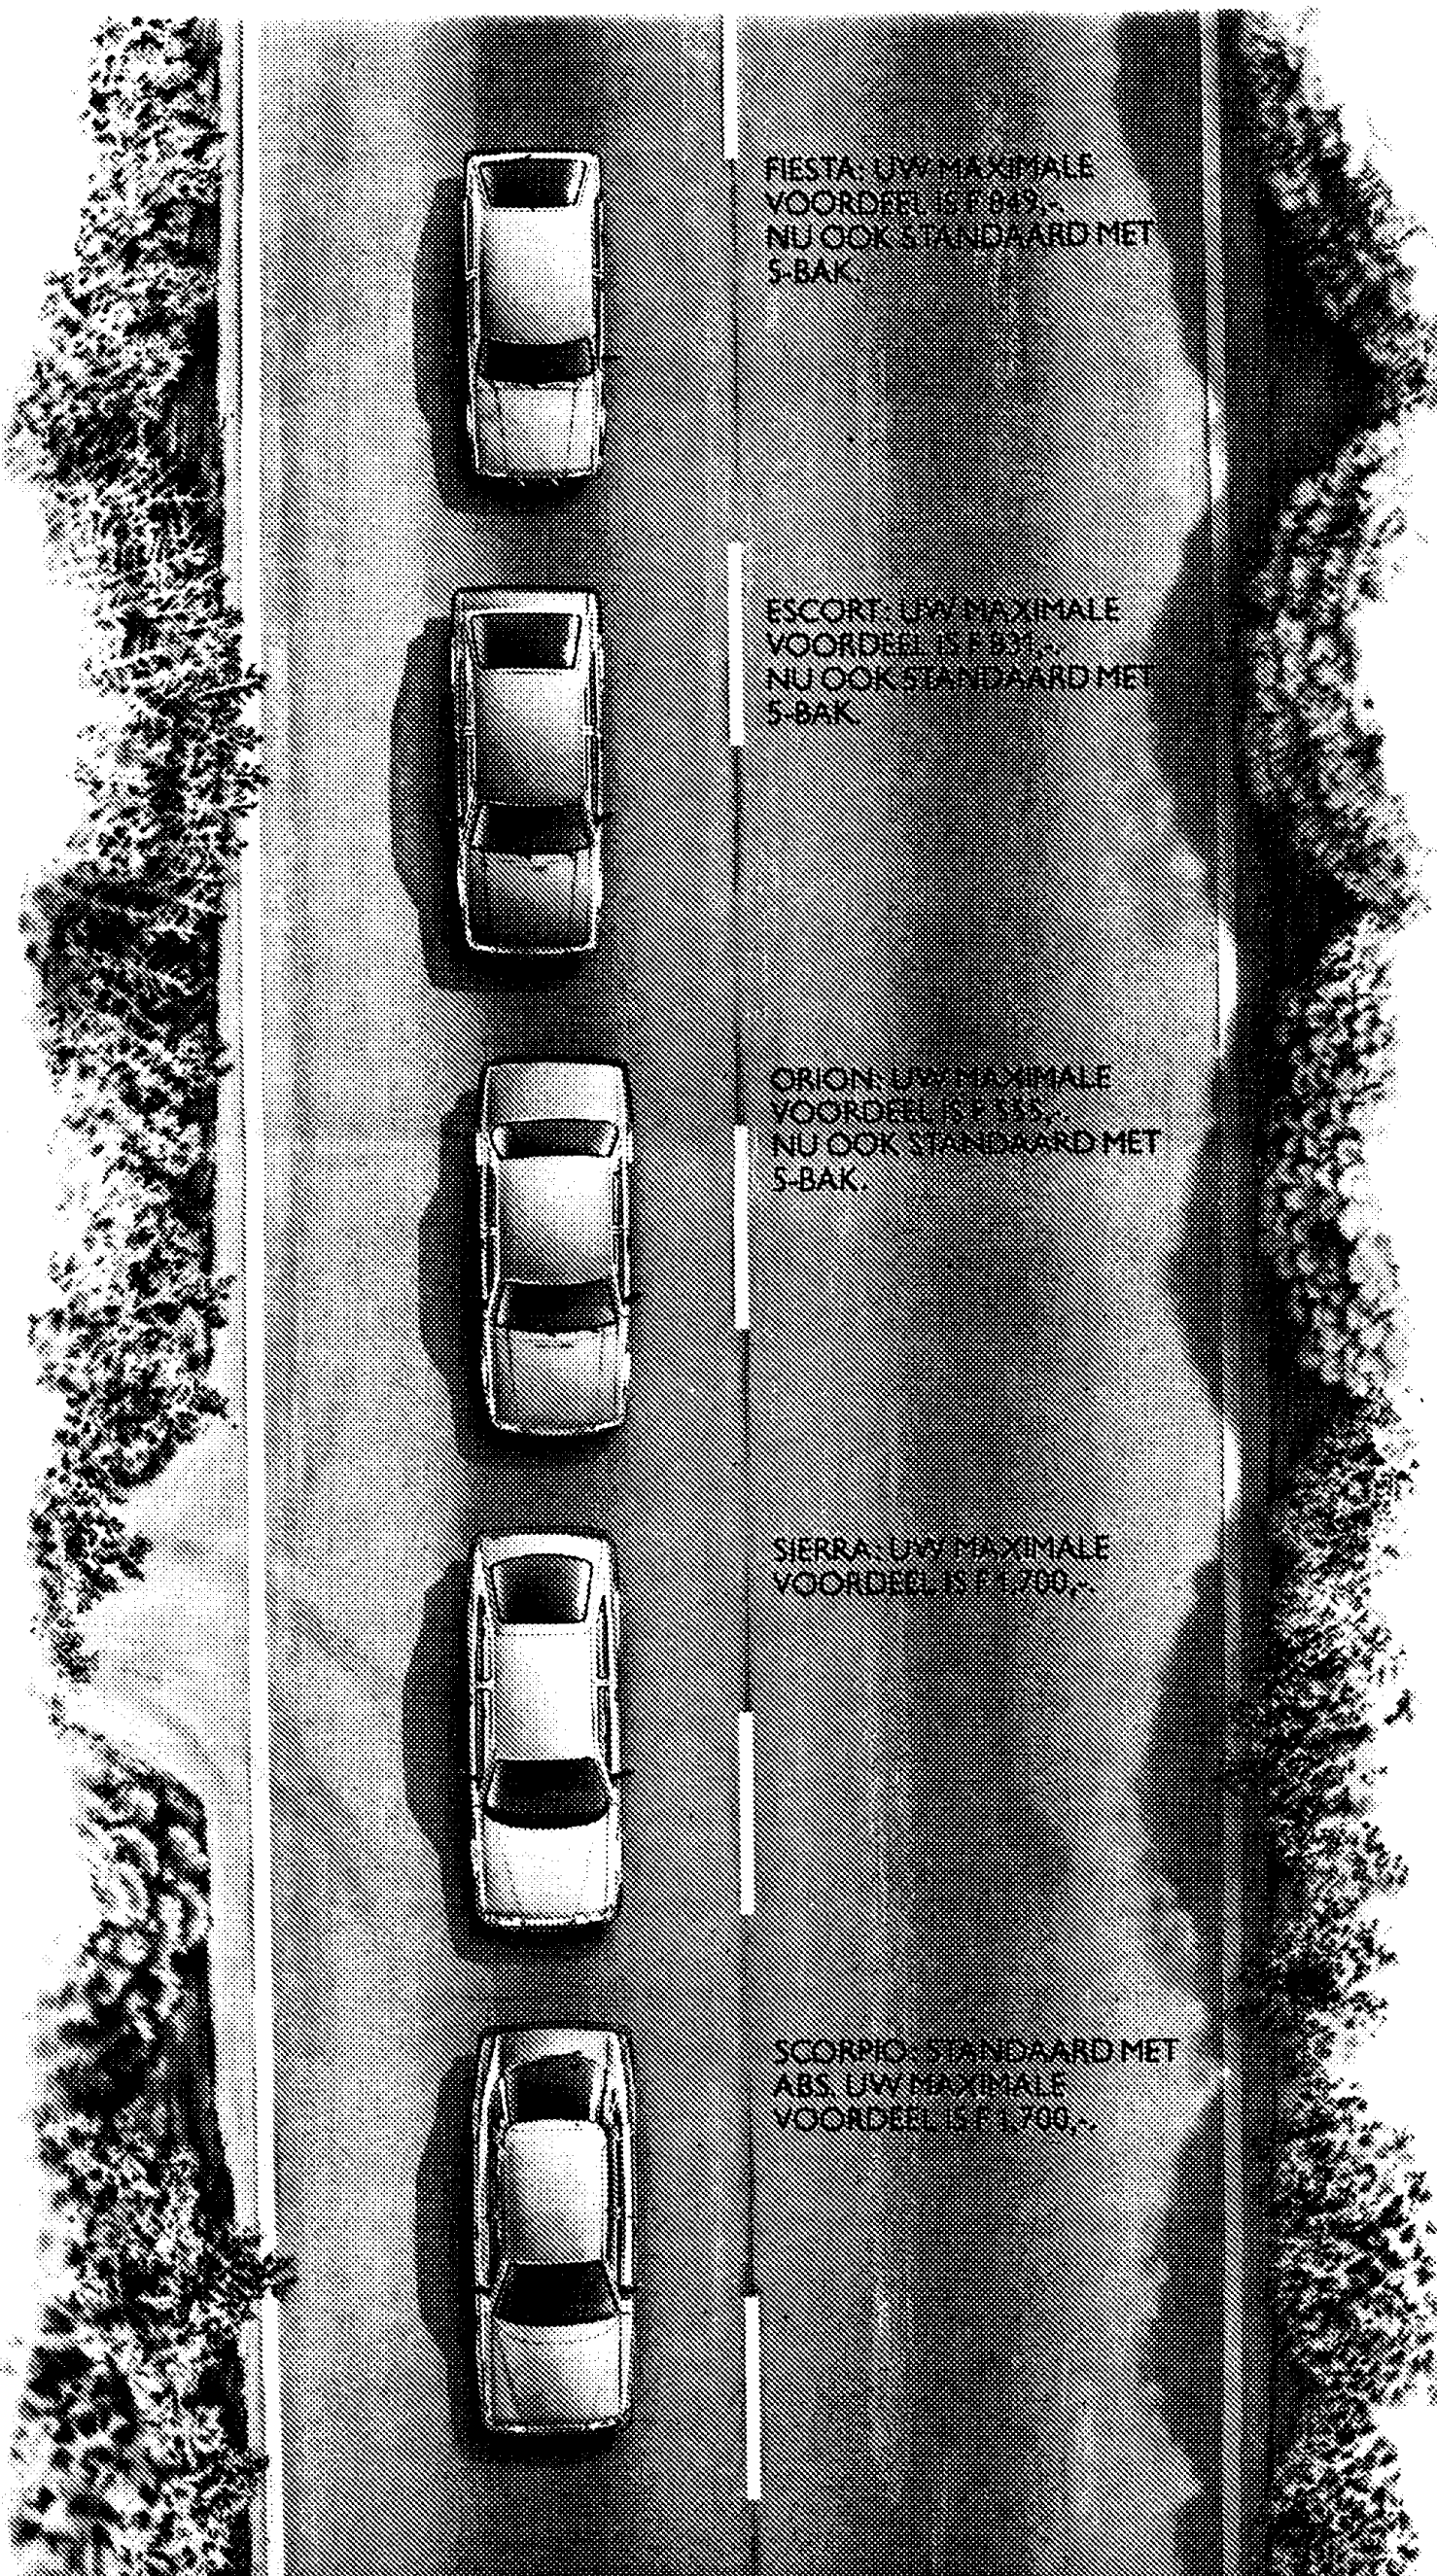 FIESTA: UW MAXIMALE
VOORDEEL IS F 849,-.
NU OOK STANDAARD MET
5-BAK.
ESCORT: UW MAXIMALE
VOORDEEL IS F 931,-.
NU OOK STANDAARD MET
5-BAK.
ORION: UW MAXIMALE
VOORDEEL IS F 555,-.
NU OOK STANDAARD MET
5-BAK.
SIERRA: UW MAXIMALE
VOORDEEL IS F 1.700,-.
SCORPIO: STANDAARD MET
ABS. UW MAXIMALE
VOORDEEL IS F 1.700,-.